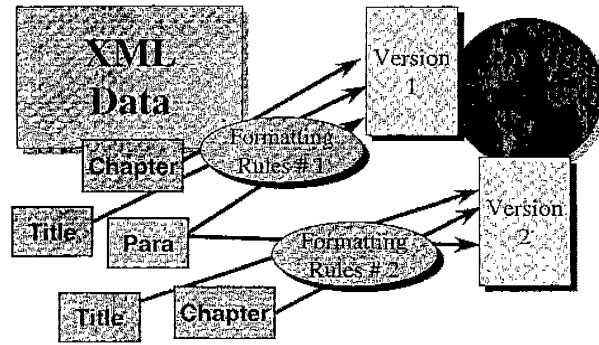 XML
Data
Version
1
Formatting
Rules # 1
Chapter
Title
Para
Version
2
Formatting
Rules # 2
Title
Chapter